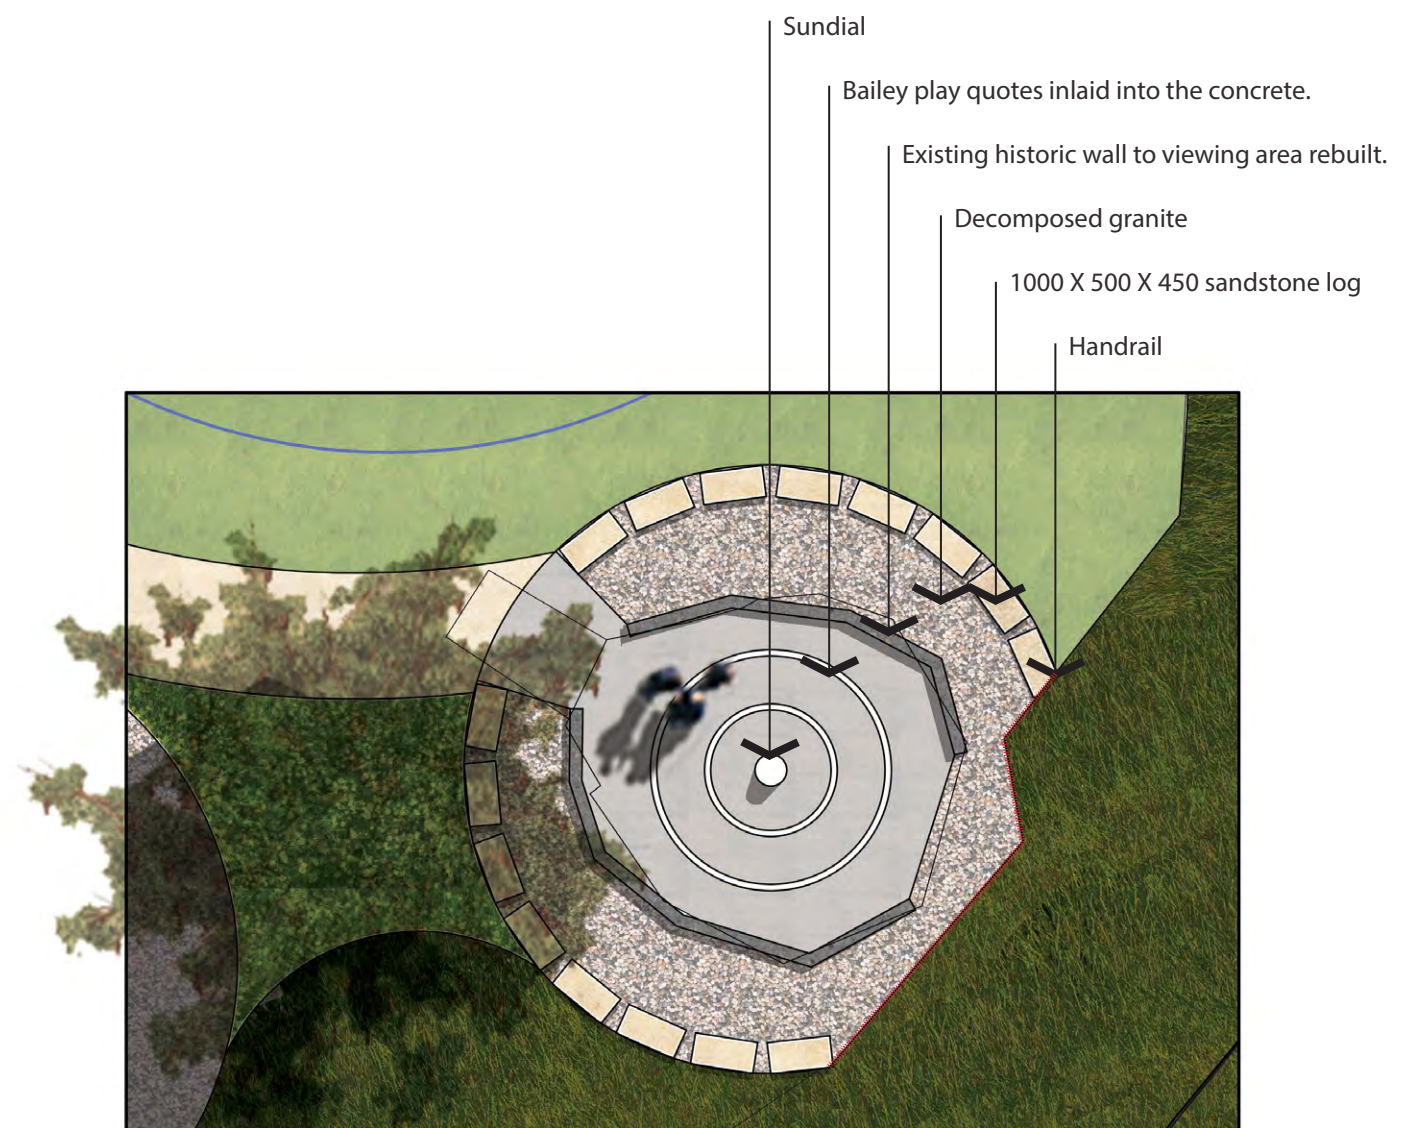 Sundial
Bailey play quotes inlaid into the concrete.
Existing historic wall to viewing area rebuilt.
Decomposed granite
1000 X 500 X 450 sandstone log
Handrail